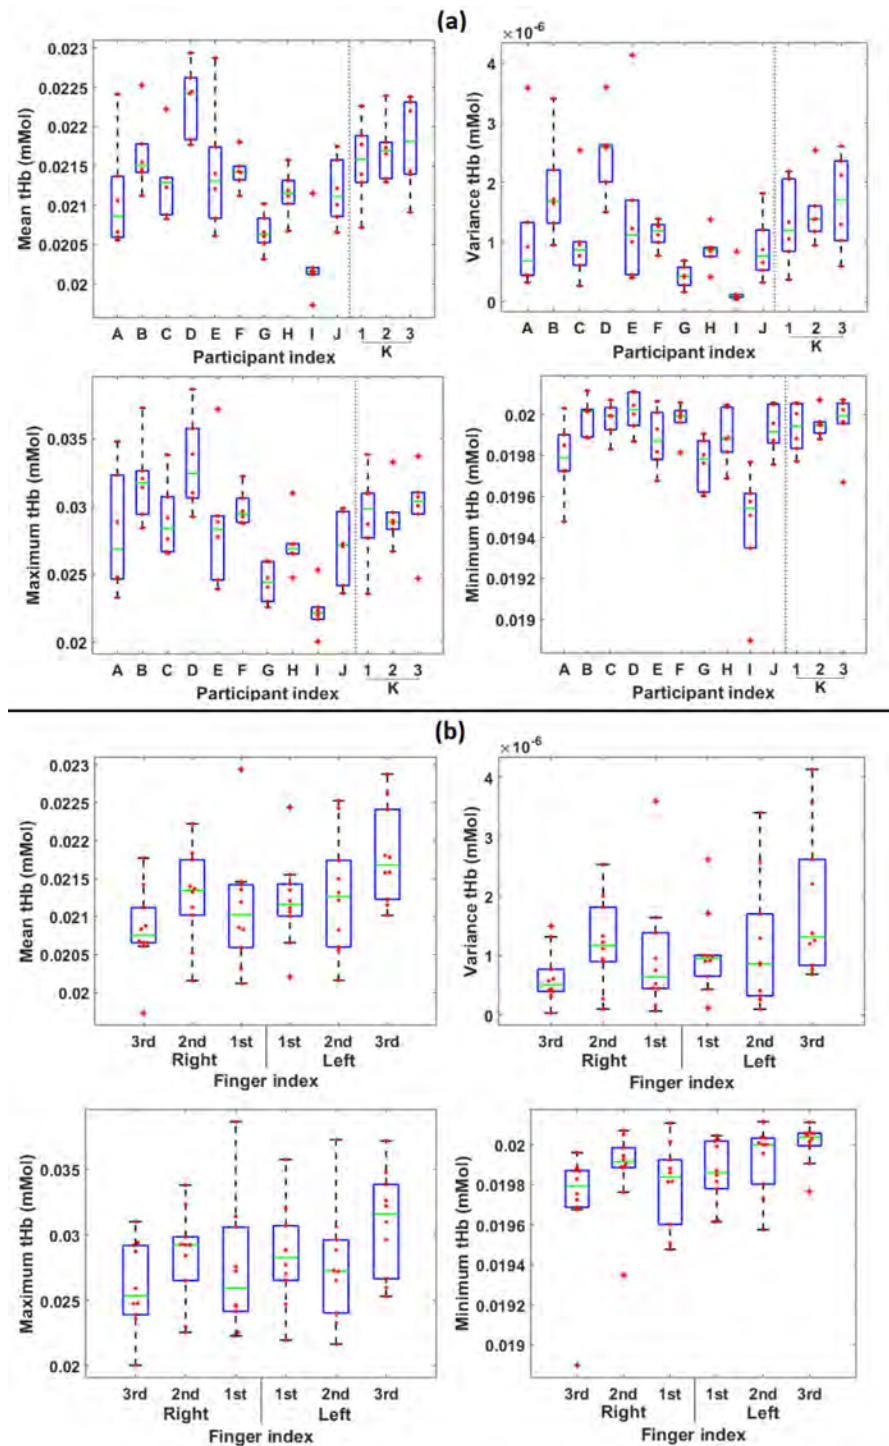 (a)
0.023
0.0225
0.022
0.0215
0.021
0.0205
0.02
Mean tHb (mMol)
A B C D E F G H I J 1 2 3
K
Participant index
×10-6
4
3
2
1
0
Variance tHb (mMol)
A B C D E F G H I J 1 2 3
K
Participant index
0.035
0.03
0.025
0.02
Maximum tHb (mMol)
A B C D E F G H I J 1 2 3
K
Participant index
0.02
0.0198
0.0196
0.0194
0.0192
0.019
Minimum tHb (mMol)
A B C D E F G H I J 1 2 3
K
Participant index
(b)
0.023
0.0225
0.022
0.0215
0.021
0.0205
0.02
Mean tHb (mMol)
3rd 2nd 1st 1st 2nd 3rd
Right Left
Finger index
×10-6
4
3
2
1
0
Variance tHb (mMol)
3rd 2nd 1st 1st 2nd 3rd
Right Left
Finger index
0.035
0.03
0.025
0.02
Maximum tHb (mMol)
3rd 2nd 1st 1st 2nd 3rd
Right Left
Finger index
0.02
0.0198
0.0196
0.0194
0.0192
0.019
Minimum tHb (mMol)
3rd 2nd 1st 1st 2nd 3rd
Right Left
Finger index